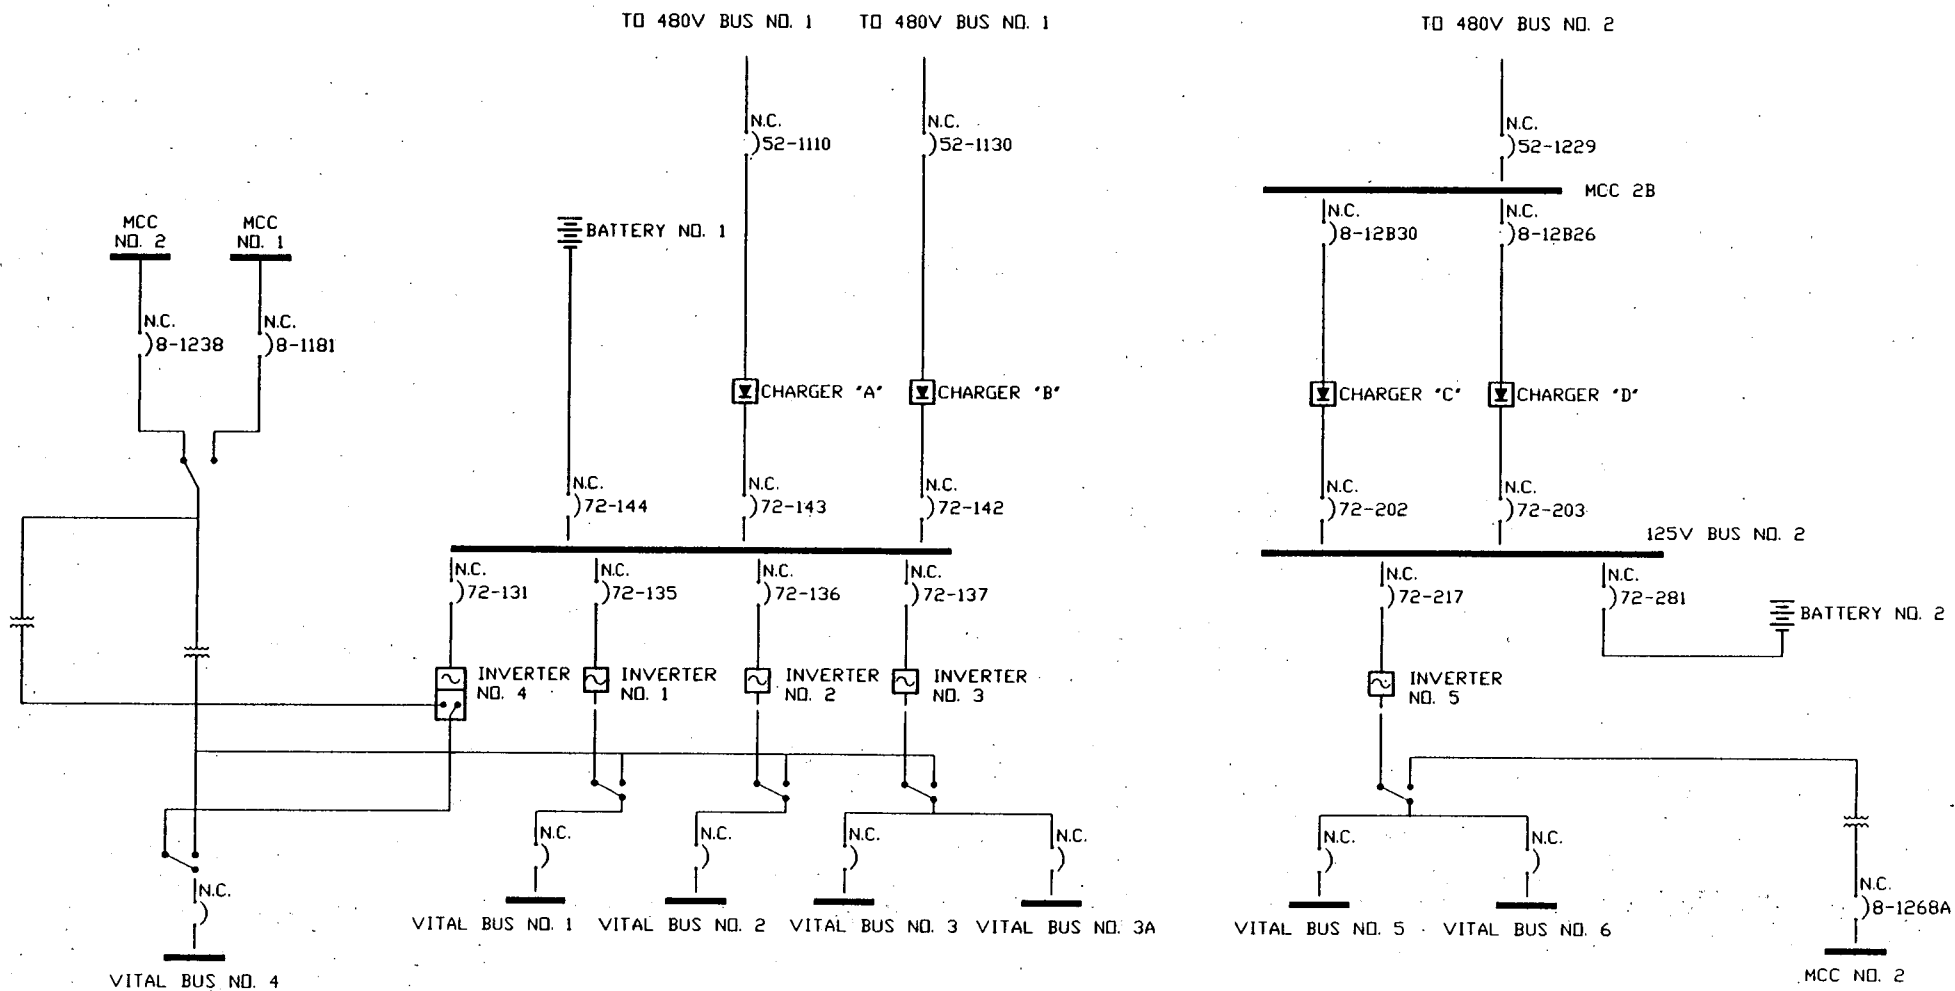 TO 480V BUS NO. 1
TO 480V BUS NO. 1
TO 480V BUS NO. 2
N.C.
52-1110
N.C.
52-1130
N.C.
52-1229
MCC 2B
MCC
NO. 2
MCC
NO. 1
BATTERY NO. 1
N.C.
8-12B30
N.C.
8-12B26
N.C.
8-1238
N.C.
8-1181
CHARGER "A"
CHARGER "B"
CHARGER "C"
CHARGER "D"
N.C.
72-144
N.C.
72-143
N.C.
72-142
N.C.
72-202
N.C.
72-203
125V BUS NO. 2
N.C.
72-131
N.C.
72-135
N.C.
72-136
N.C.
72-137
N.C.
72-217
N.C.
72-281
BATTERY NO. 2
INVERTER
NO. 4
INVERTER
NO. 1
INVERTER
NO. 2
INVERTER
NO. 3
INVERTER
NO. 5
N.C.
N.C.
N.C.
N.C.
N.C.
N.C.
N.C.
N.C.
8-1268A
VITAL BUS NO. 1
VITAL BUS NO. 2
VITAL BUS NO. 3
VITAL BUS NO. 3A
VITAL BUS NO. 5
VITAL BUS NO. 6
VITAL BUS NO. 4
MCC NO. 2